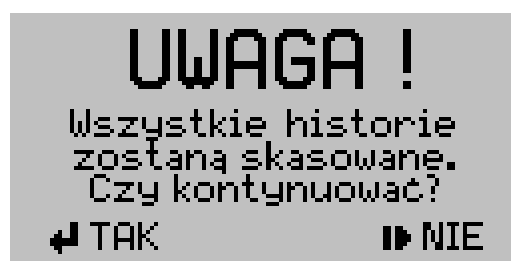 UWAGA !
Wszystkie historie
zostaną skasowane.
Czy kontynuować?
TAK NIE